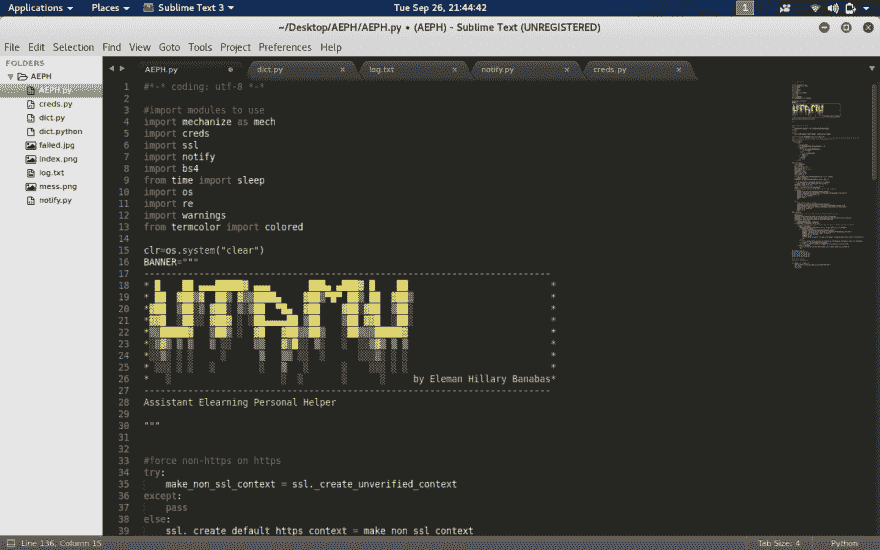 Applications Places Sublime Text 3 Tue Sep 26, 21:44:42 1
~/Desktop/AEPH/AEPH.py • (AEPH) - Sublime Text (UNREGISTERED)
File Edit Selection Find View Goto Tools Project Preferences Help
FOLDERS
AEPH
AEPH.py
creds.py
dict.py
dict.python
failed.jpg
index.png
log.txt
mess.png
notify.py
AEPH.py dict.py log.txt notify.py creds.py
1 #*-* coding: utf-8 *-*
2
3 #import modules to use
4 import mechanize as mech
5 import creds
6 import ssl
7 import notify
8 import bs4
9 from time import sleep
10 import os
11 import re
12 import warnings
13 from termcolor import colored
14
15 clr=os.system("clear")
16 BANNER="""
17 --------------------------------------------------------------------------
18 * *
19 * *
20 * *
21 * *
22 * *
23 * *
24 * *
25 * *
26 * by Eleman Hillary Banabas*
27 --------------------------------------------------------------------------
28 Assistant Elearning Personal Helper
29
30 """
31
32
33 #force non-https on https
34 try:
35 make_non_ssl_context = ssl._create_unverified_context
36 except:
37 pass
38 else:
39 ssl._create_default_https_context = make_non_ssl_context
Line 136, Column 15 Tab Size: 4 Python